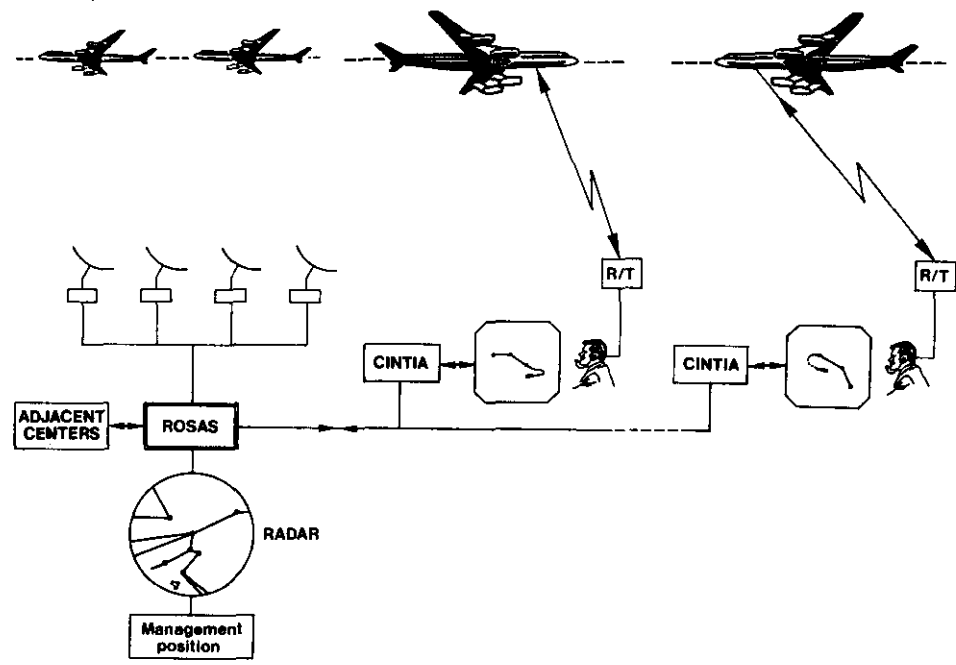 R/T
R/T
CINTIA
CINTIA
ADJACENT
CENTERS
ROSAS
RADAR
Management
position